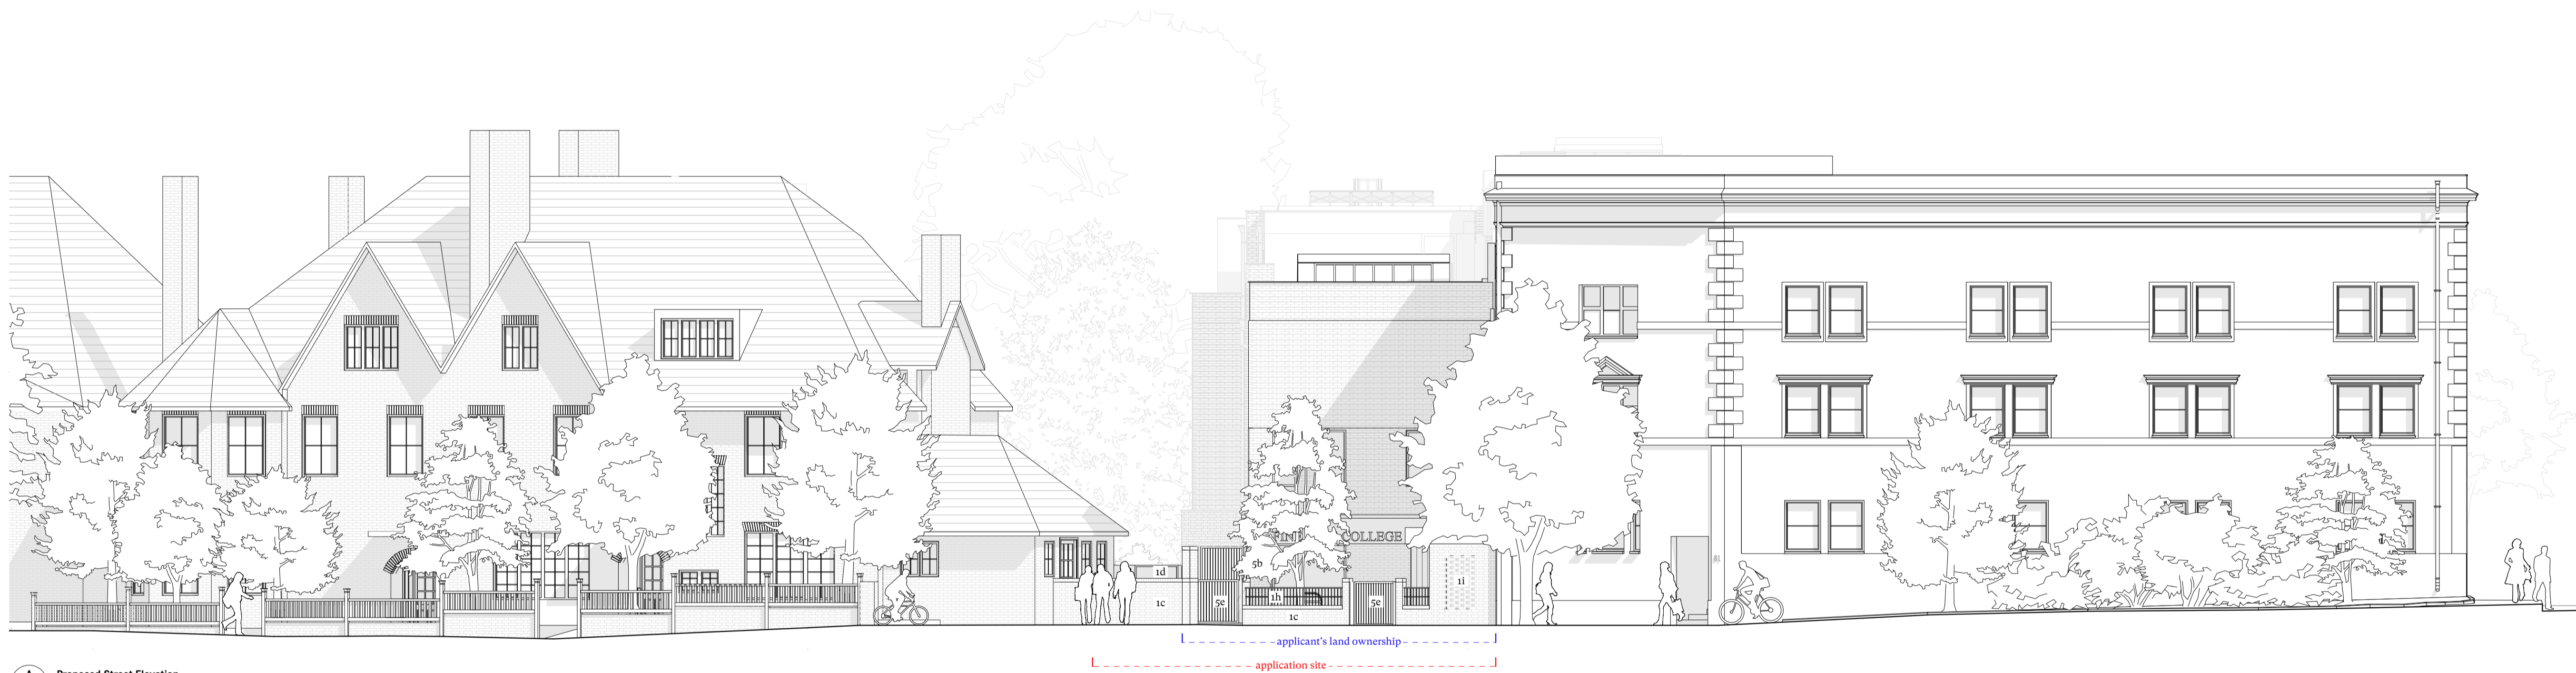 COLLEGE
1d
5b
1i
1c
5e
1h
5e
1c
applicant's land ownership
application site